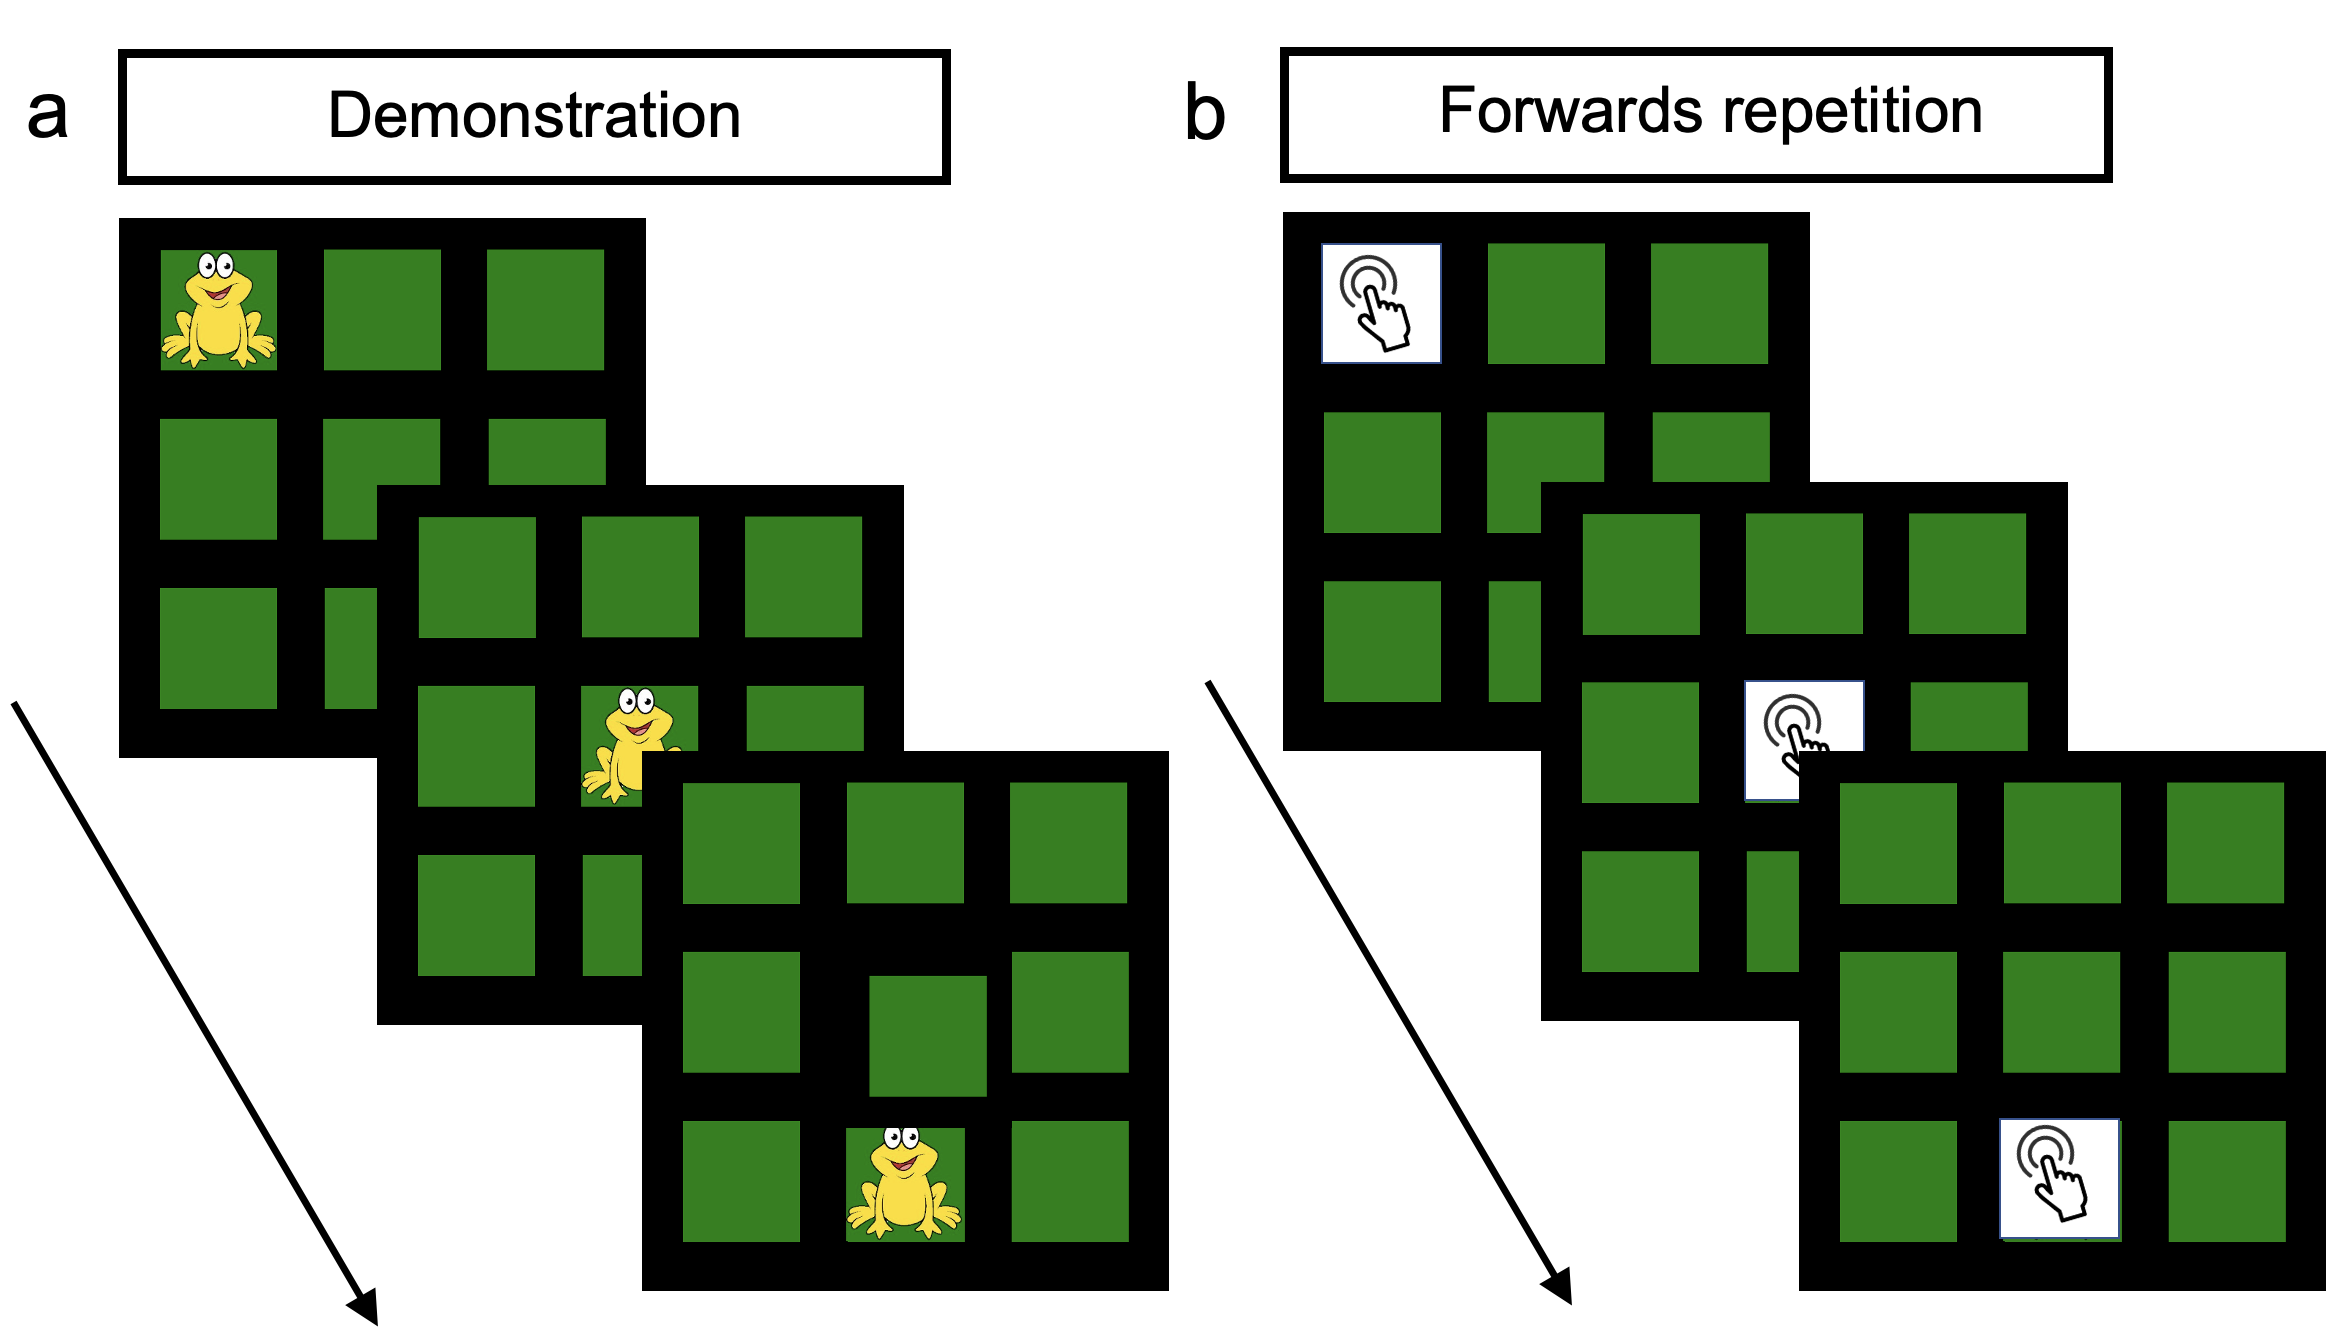 a
Demonstration
b
Forwards repetition